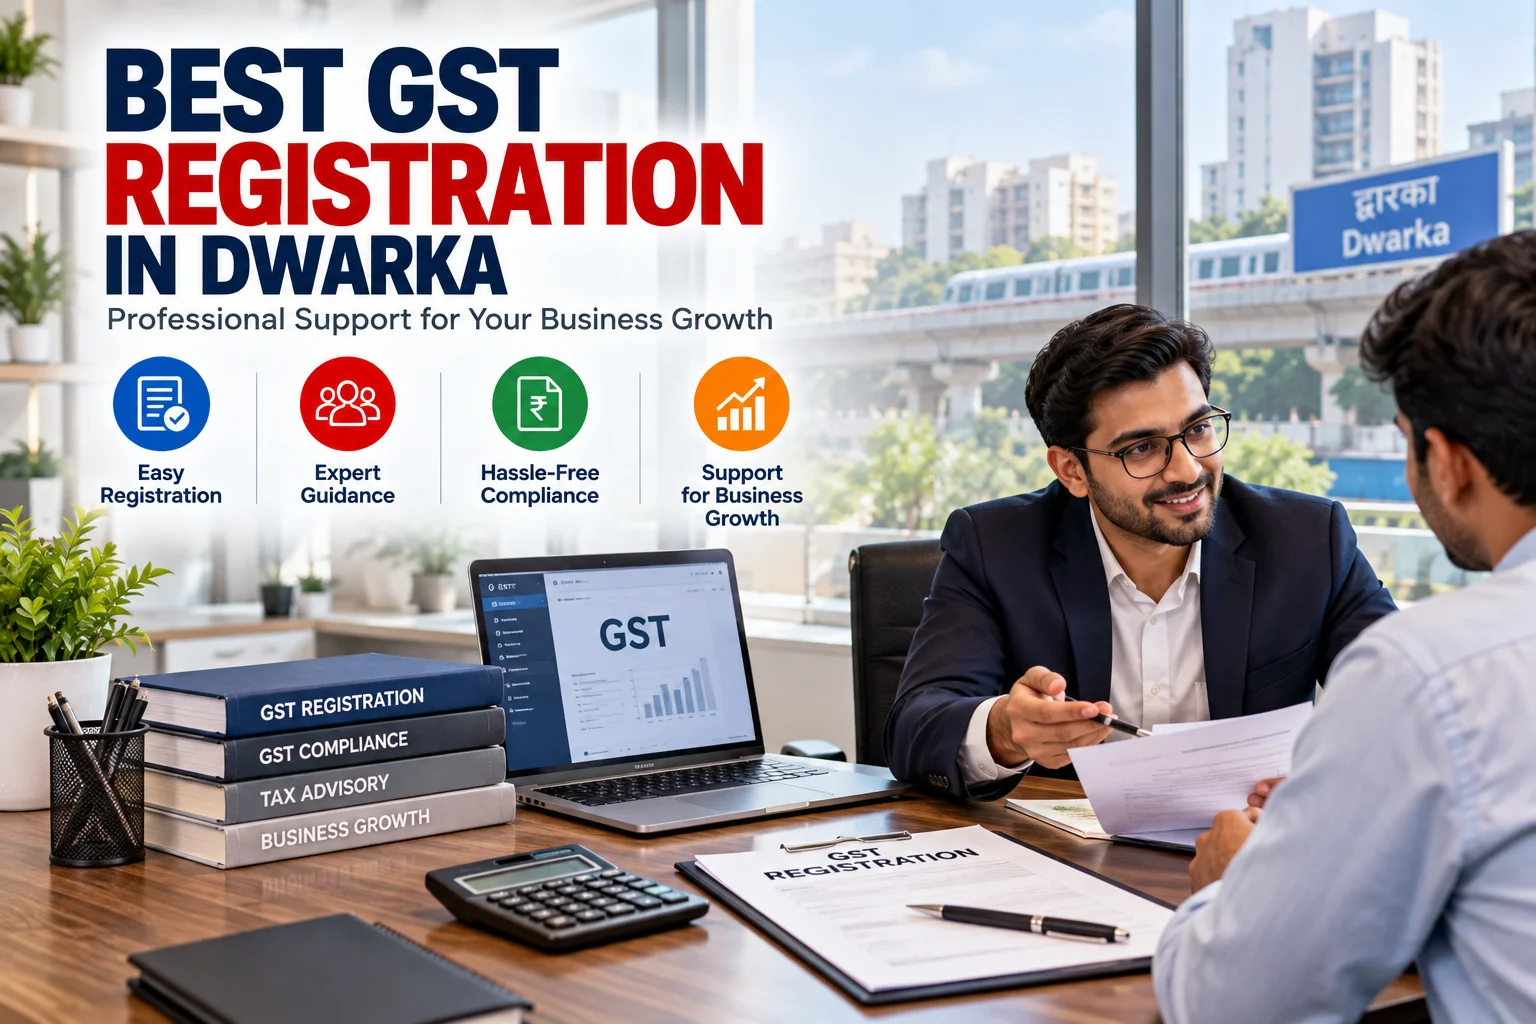 BEST GST
REGISTRATION
IN DWARKA
Professional Support for Your Business Growth
Easy
Registration
Expert
Guidance
Hassle-Free
Compliance
Support
for Business
Growth
द्वारका
Dwarka
GST
GST REGISTRATION
GST COMPLIANCE
TAX ADVISORY
BUSINESS GROWTH
GST
REGISTRATION